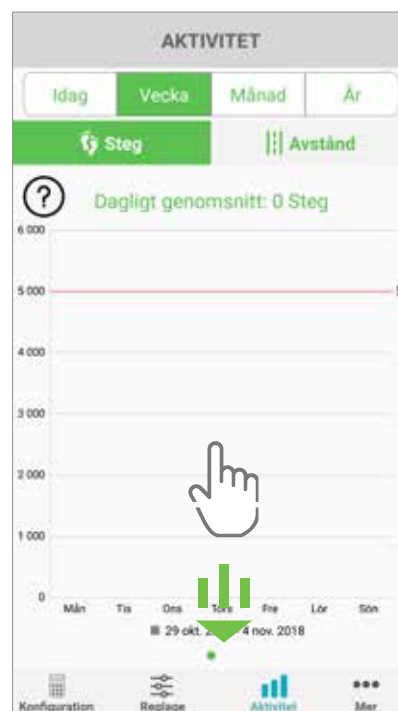 AKTIVITET
Idag Vecka Månad År
Steg Avstånd
? Dagligt genomsnitt: 0 Steg
6 000
5 000
4 000
3 000
2 000
1 000
0
Mån Tis Ons Tors Fre Lör Sön
29 okt. 4 nov. 2018
Konfiguration Reglage Aktivitet Mer